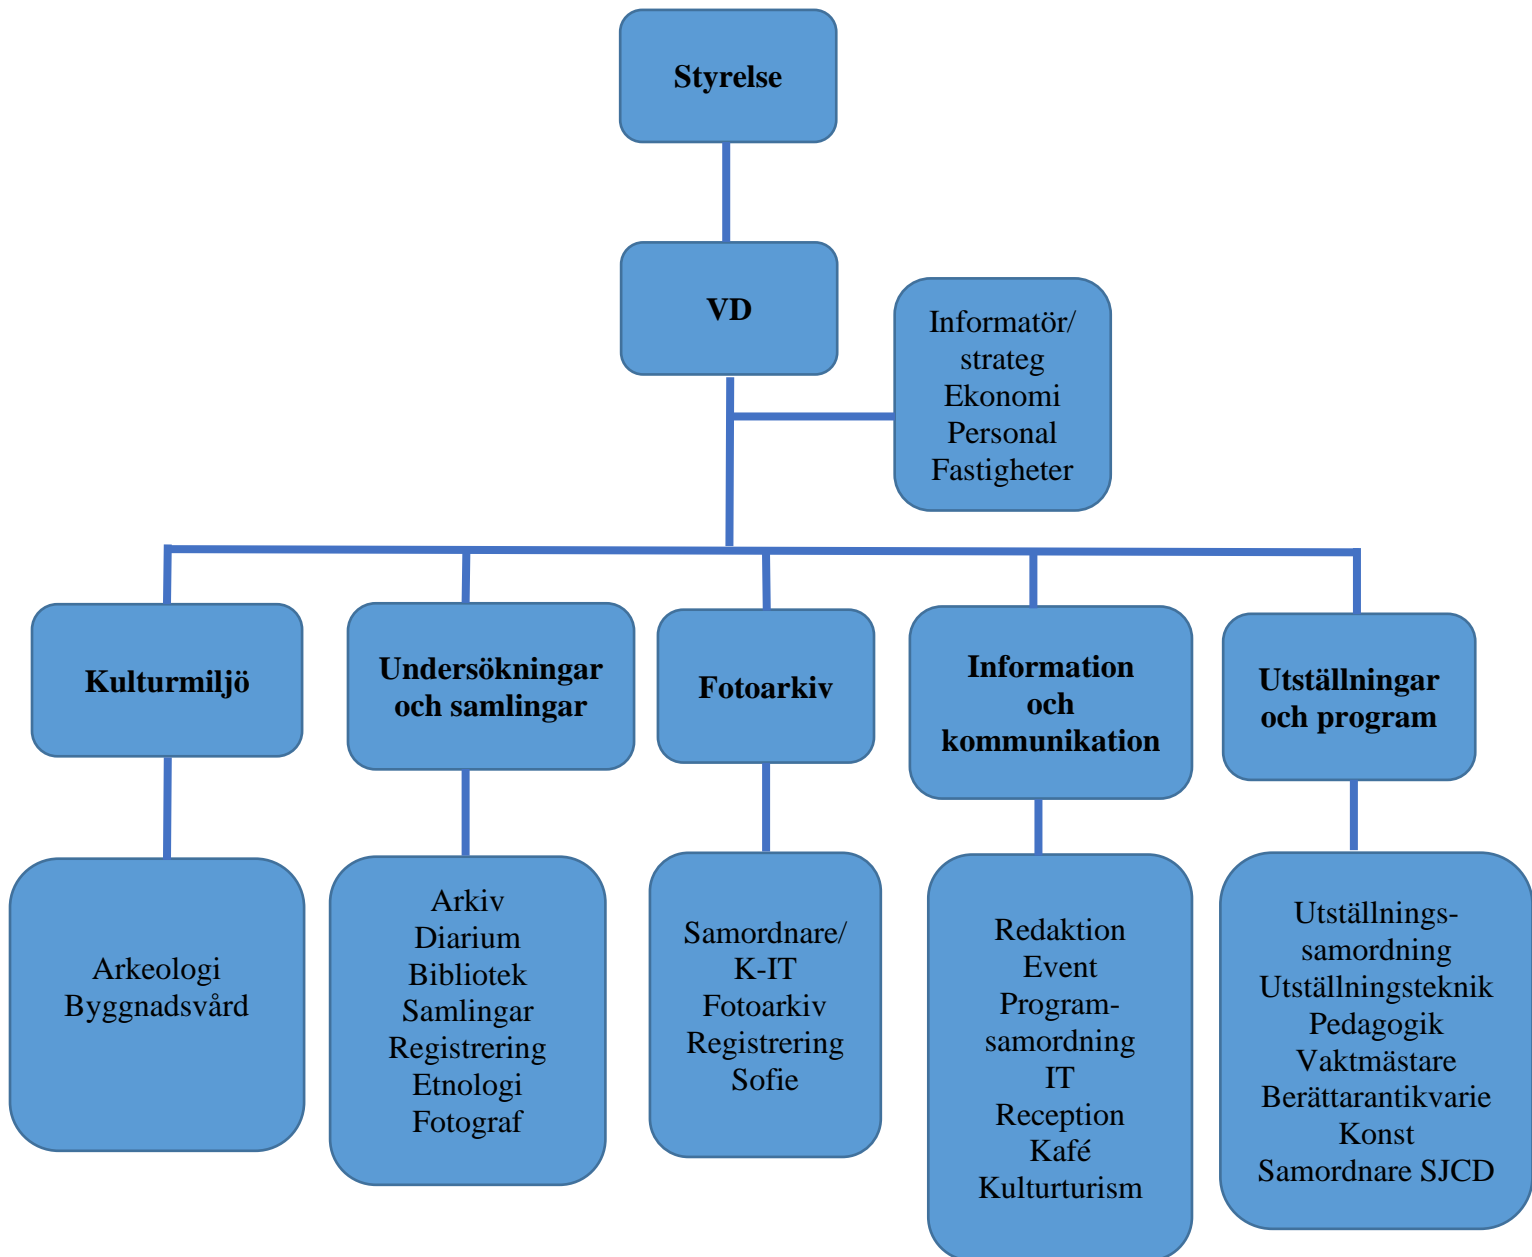 Styrelse
VD
Informatör/
strateg
Ekonomi
Personal
Fastigheter
Kulturmiljö
Undersökningar
och samlingar
Fotoarkiv
Information
och
kommunikation
Utställningar
och program
Arkeologi
Byggnadsvård
Arkiv
Diarium
Bibliotek
Samlingar
Registrering
Etnologi
Fotograf
Samordnare/
K-IT
Fotoarkiv
Registrering
Sofie
Redaktion
Event
Program-
samordning
IT
Reception
Kafé
Kulturturism
Utställnings-
samordning
Utställningsteknik
Pedagogik
Vaktmästare
Berättarantikvarie
Konst
Samordnare SJCD